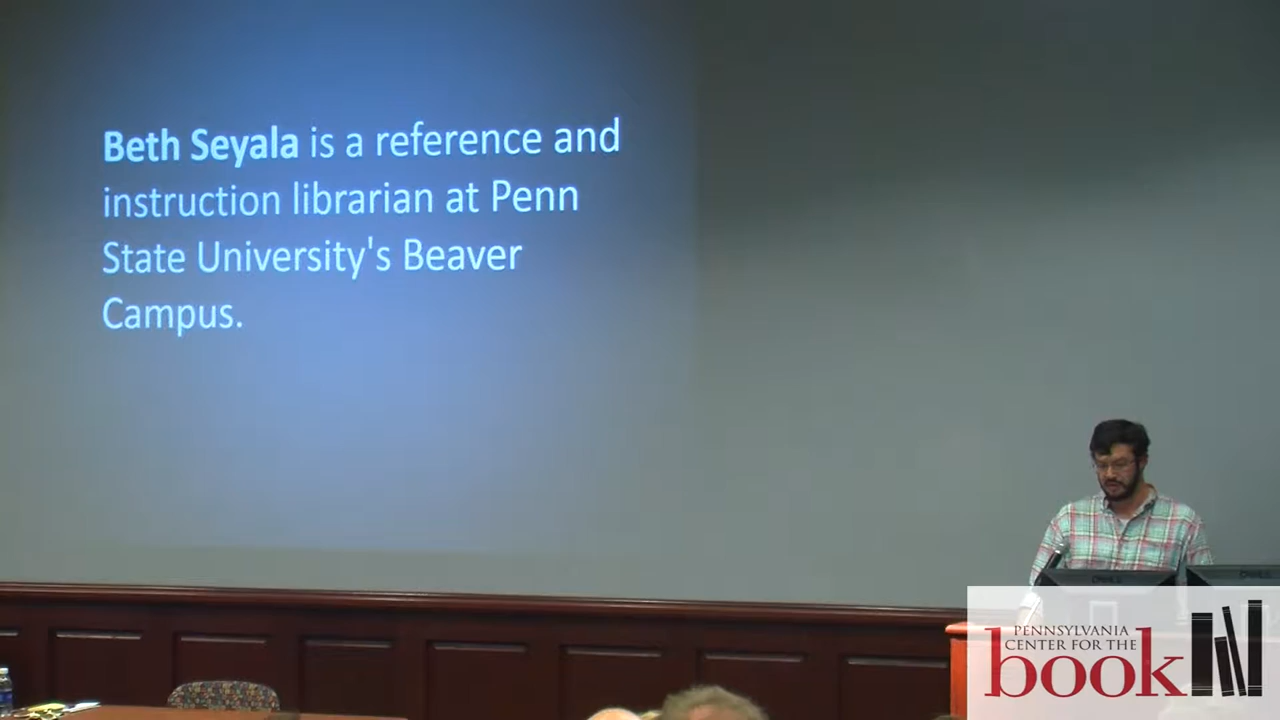 Beth Seyala is a reference and
instruction librarian at Penn
State University's Beaver
Campus.
PENNSYLVANIA
CENTER FOR THE
book